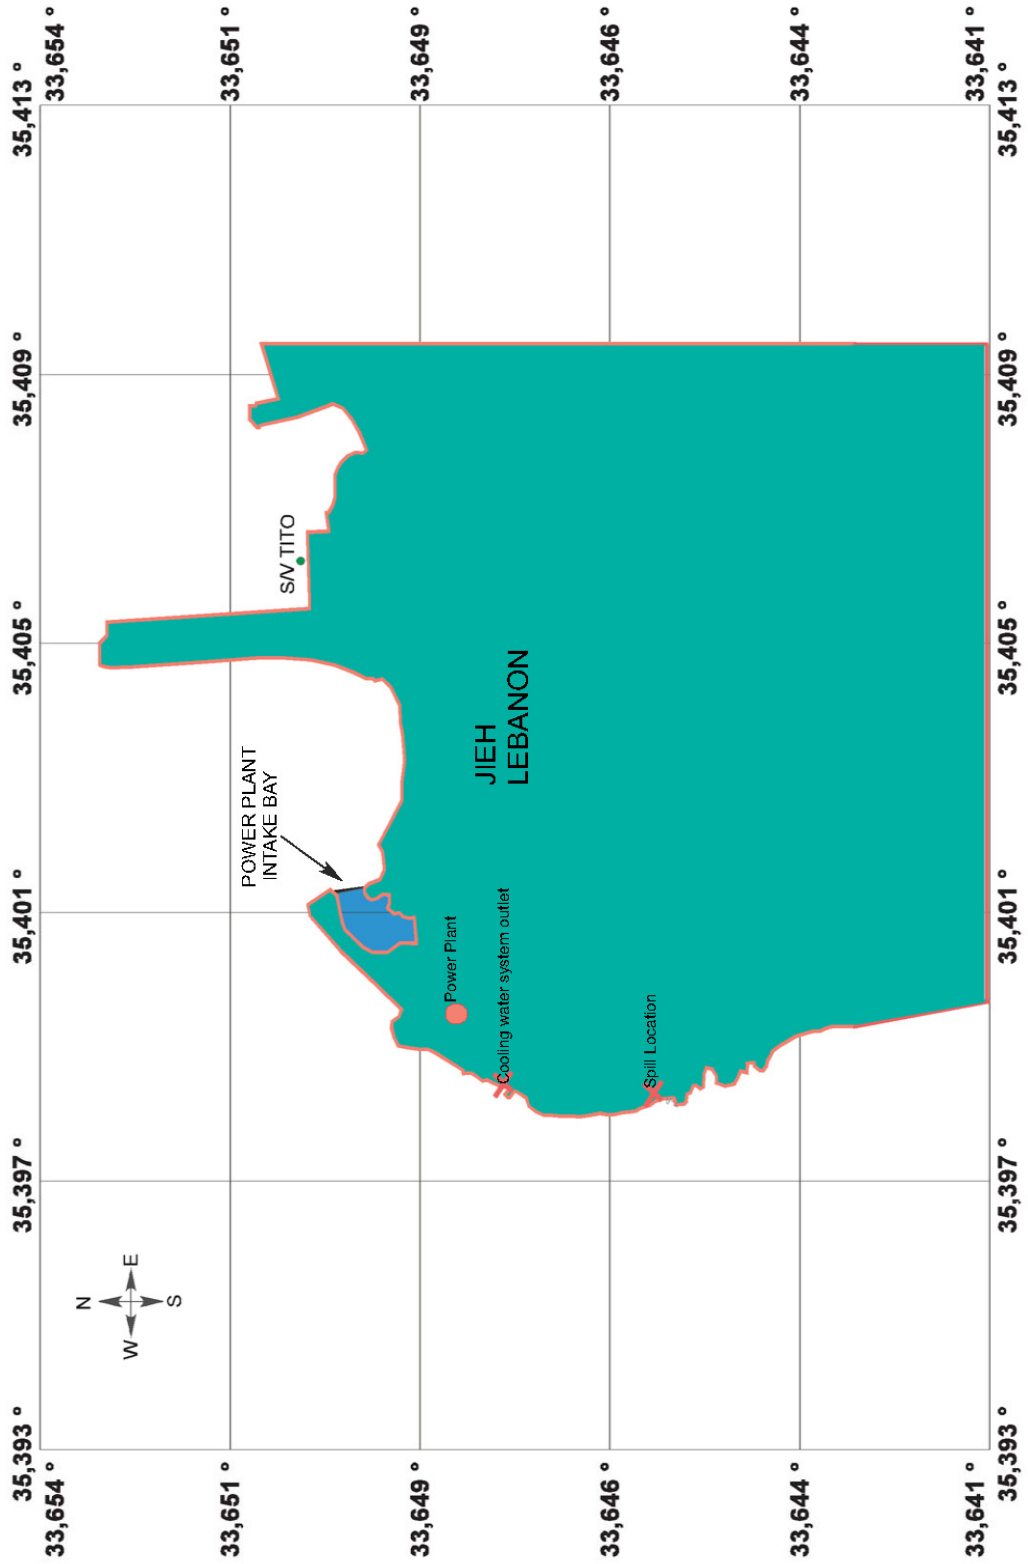 35,393 ° 35,397 ° 35,401 ° 35,405 ° 35,409 ° 35,413 °
33,654 ° 33,654 °
N
W E
S
33,651 ° 33,651 °
POWER PLANT
INTAKE BAY
S/V TITO
33,649 ° 33,649 °
Power Plant
JIEH
LEBANON
Cooling water system outlet
33,646 ° 33,646 °
Spill Location
33,644 ° 33,644 °
33,641 ° 33,641 °
35,393 ° 35,397 ° 35,401 ° 35,405 ° 35,409 ° 35,413 °